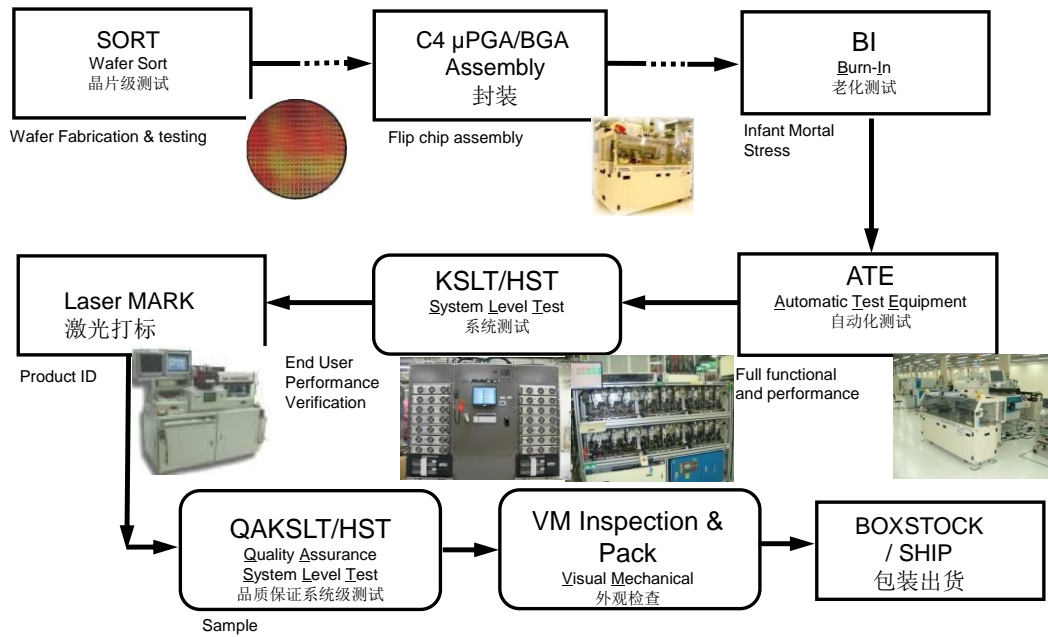 SORT
Wafer Sort
晶片级测试
Wafer Fabrication & testing
C4 µPGA/BGA
Assembly
封装
Flip chip assembly
BI
Burn-In
老化测试
Infant Mortal
Stress
ATE
Automatic Test Equipment
自动化测试
Full functional
and performance
KSLT/HST
System Level Test
系统测试
End User
Performance
Verification
Laser MARK
激光打标
Product ID
QAKSLT/HST
Quality Assurance
System Level Test
品质保证系统级测试
Sample
VM Inspection &
Pack
Visual Mechanical
外观检查
BOXSTOCK
/ SHIP
包装出货